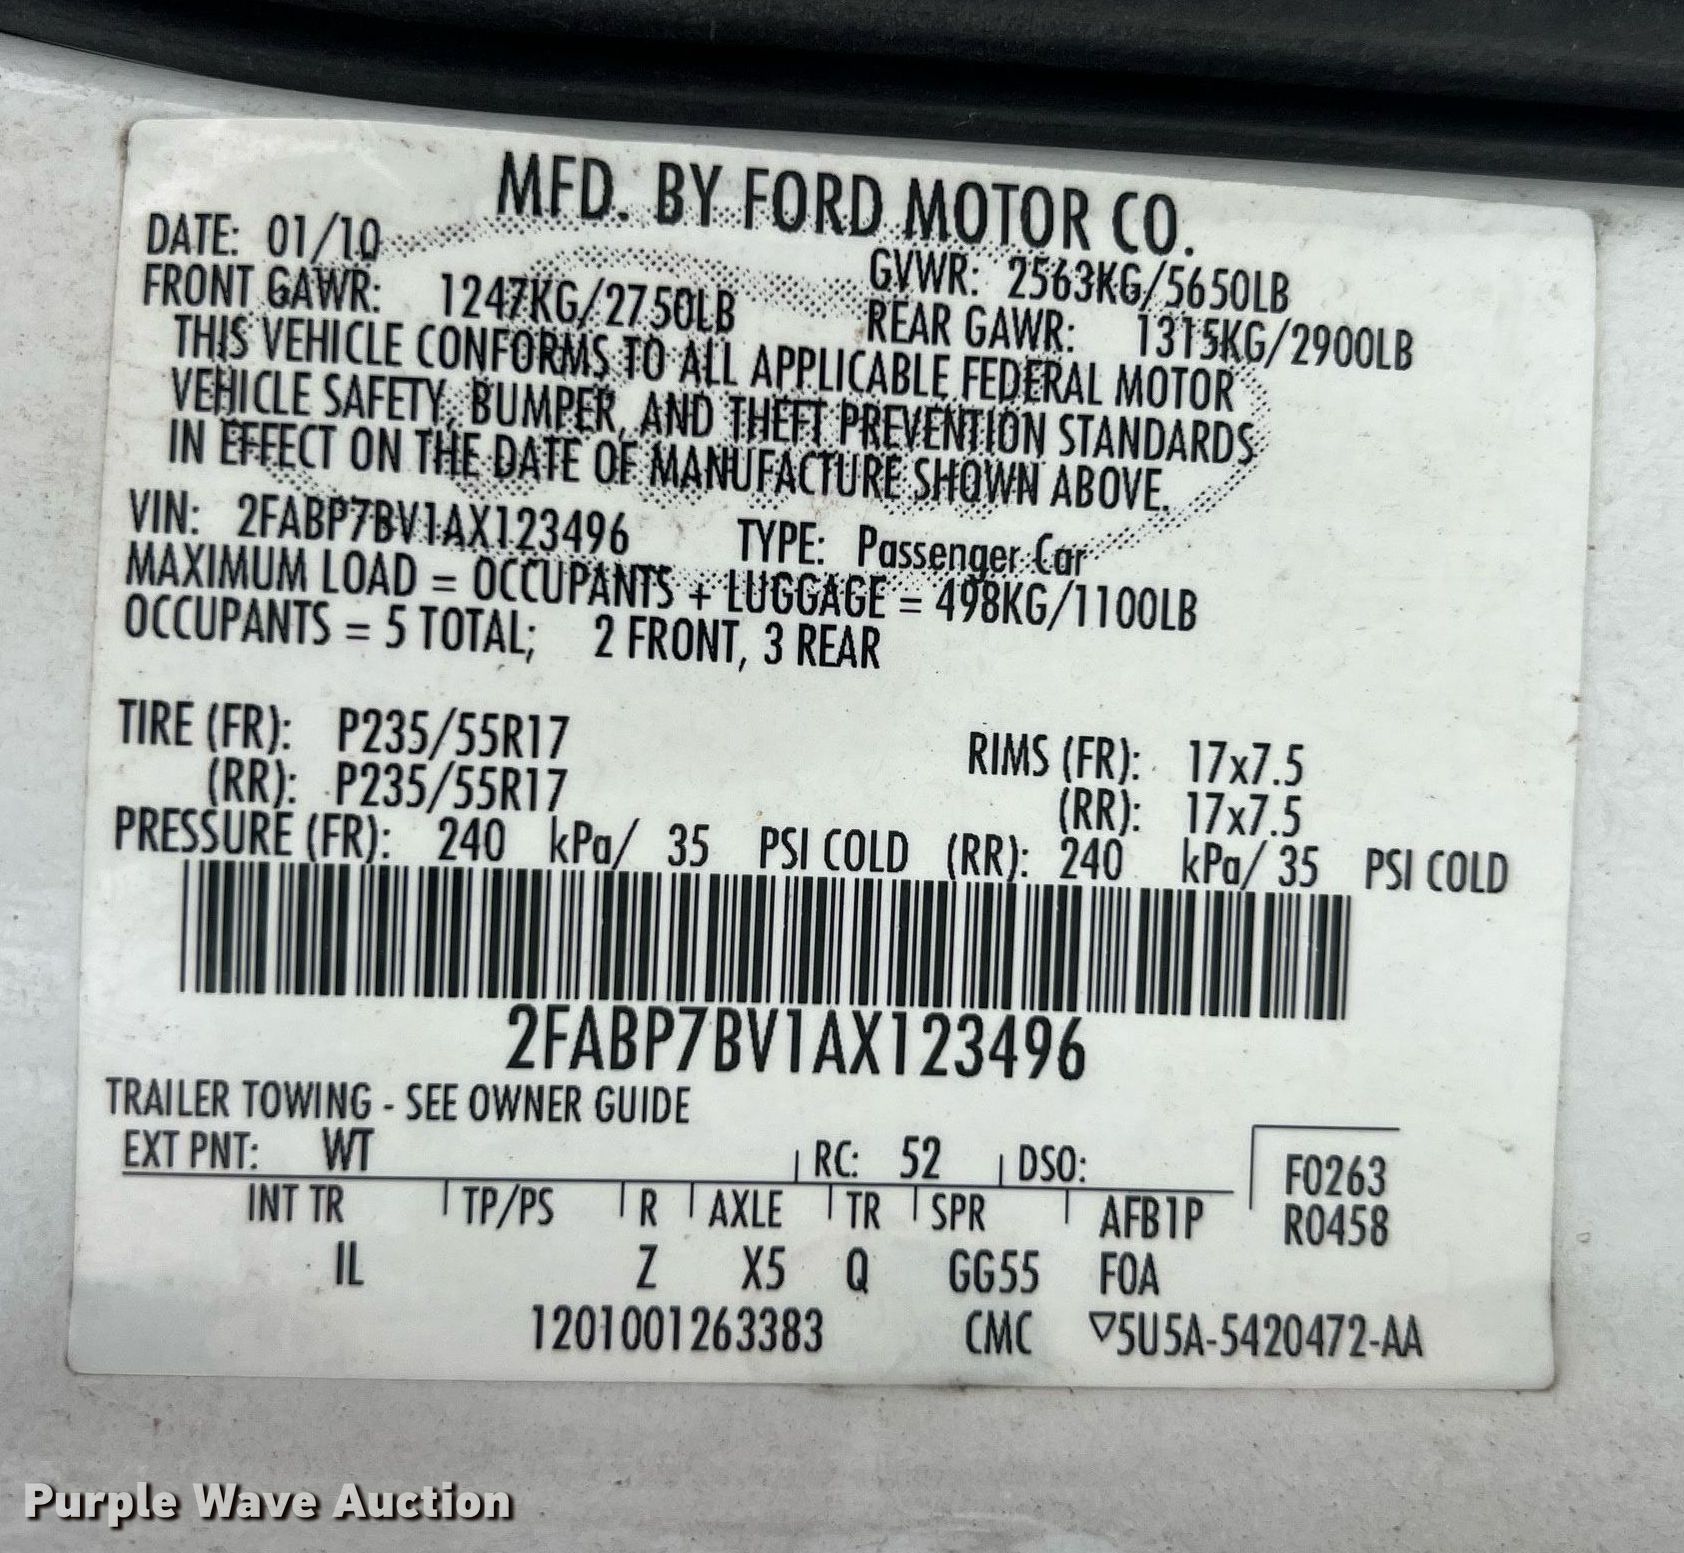 MFD. BY FORD MOTOR CO.
DATE: 01/10
GVWR: 2563KG/5650LB
FRONT GAWR: 1247KG/2750LB
REAR GAWR: 1315KG/2900LB
THIS VEHICLE CONFORMS TO ALL APPLICABLE FEDERAL MOTOR
VEHICLE SAFETY, BUMPER, AND THEFT PREVENTION STANDARDS
IN EFFECT ON THE DATE OF MANUFACTURE SHOWN ABOVE.
VIN: 2FABP7BV1AX123496 TYPE: Passenger Car
MAXIMUM LOAD = OCCUPANTS + LUGGAGE = 498KG/1100LB
OCCUPANTS = 5 TOTAL; 2 FRONT, 3 REAR
TIRE (FR): P235/55R17 RIMS (FR): 17x7.5
(RR): P235/55R17 (RR): 17x7.5
PRESSURE (FR): 240 kPa/ 35 PSI COLD (RR): 240 kPa/ 35 PSI COLD
2FABP7BV1AX123496
TRAILER TOWING - SEE OWNER GUIDE
EXT PNT: WT RC: 52 DSO: F0263
INT TR TP/PS R AXLE TR SPR AFB1P R0458
IL Z X5 Q GG55 FOA
1201001263383 CMC ▽5U5A-5420472-AA
Purple Wave Auction